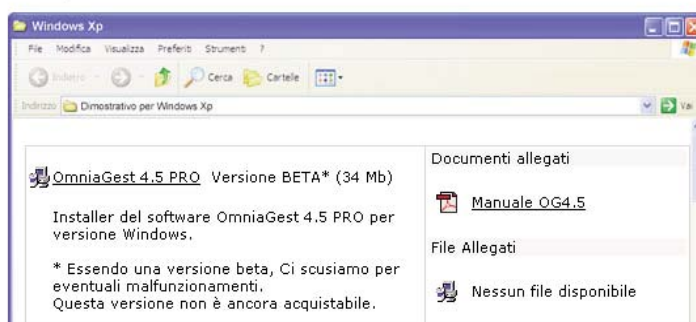 Windows Xp
File Modifica Visualizza Preferiti Strumenti ?
Indietro Cerca Cartelle
Indirizzo Dimostrativo per Windows Xp Vai
OmniaGest 4.5 PRO Versione BETA* (34 Mb)
Installer del software OmniaGest 4.5 PRO per
versione Windows.
* Essendo una versione beta, Ci scusiamo per
eventuali malfunzionamenti.
Questa versione non è ancora acquistabile.
Documenti allegati
Manuale OG4.5
File Allegati
Nessun file disponibile